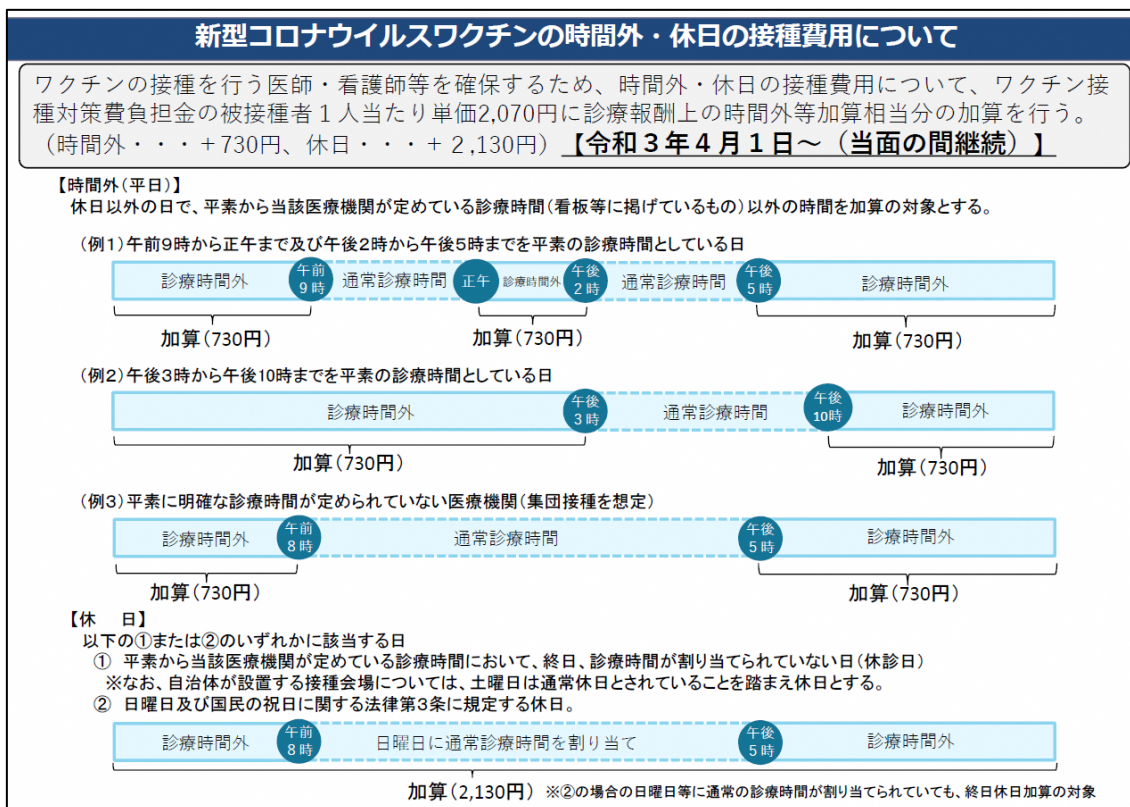 新型コロナウイルスワクチンの時間外・休日の接種費用について
ワクチンの接種を行う医師・看護師等を確保するため、時間外・休日の接種費用について、ワクチン接
種対策費負担金の被接種者１人当たり単価2,070円に診療報酬上の時間外等加算相当分の加算を行う。
（時間外・・・＋730円、休日・・・＋２,130円）【令和３年４月１日～（当面の間継続）】
【時間外（平日）】
休日以外の日で、平素から当該医療機関が定めている診療時間（看板等に掲げているもの）以外の時間を加算の対象とする。
（例１）午前９時から正午まで及び午後２時から午後５時までを平素の診療時間としている日
診療時間外 午前９時 通常診療時間 正午 診療時間外 午後２時 通常診療時間 午後５時 診療時間外
加算（730円） 加算（730円） 加算（730円）
（例２）午後３時から午後10時までを平素の診療時間としている日
診療時間外 午後３時 通常診療時間 午後10時 診療時間外
加算（730円） 加算（730円）
（例３）平素に明確な診療時間が定められていない医療機関（集団接種を想定）
診療時間外 午前８時 通常診療時間 午後５時 診療時間外
加算（730円） 加算（730円）
【休　日】
以下の①または②のいずれかに該当する日
①　平素から当該医療機関が定めている診療時間において、終日、診療時間が割り当てられていない日（休診日）
※なお、自治体が設置する接種会場については、土曜日は通常休日とされていることを踏まえ休日とする。
②　日曜日及び国民の祝日に関する法律第３条に規定する休日。
診療時間外 午前８時 日曜日に通常診療時間を割り当て 午後５時 診療時間外
加算（2,130円） ※②の場合の日曜日等に通常の診療時間が割り当てられていても、終日休日加算の対象